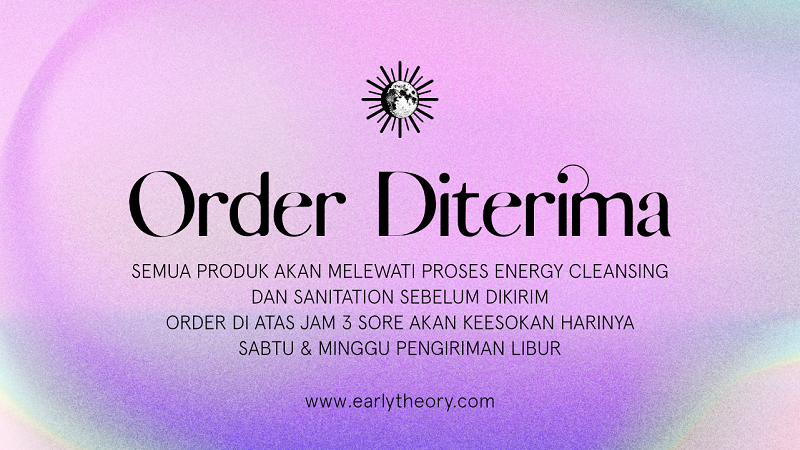 Order Diterima
SEMUA PRODUK AKAN MELEWATI PROSES ENERGY CLEANSING
DAN SANITATION SEBELUM DIKIRIM
ORDER DI ATAS JAM 3 SORE AKAN KEESOKAN HARINYA
SABTU & MINGGU PENGIRIMAN LIBUR
www.earlytheory.com